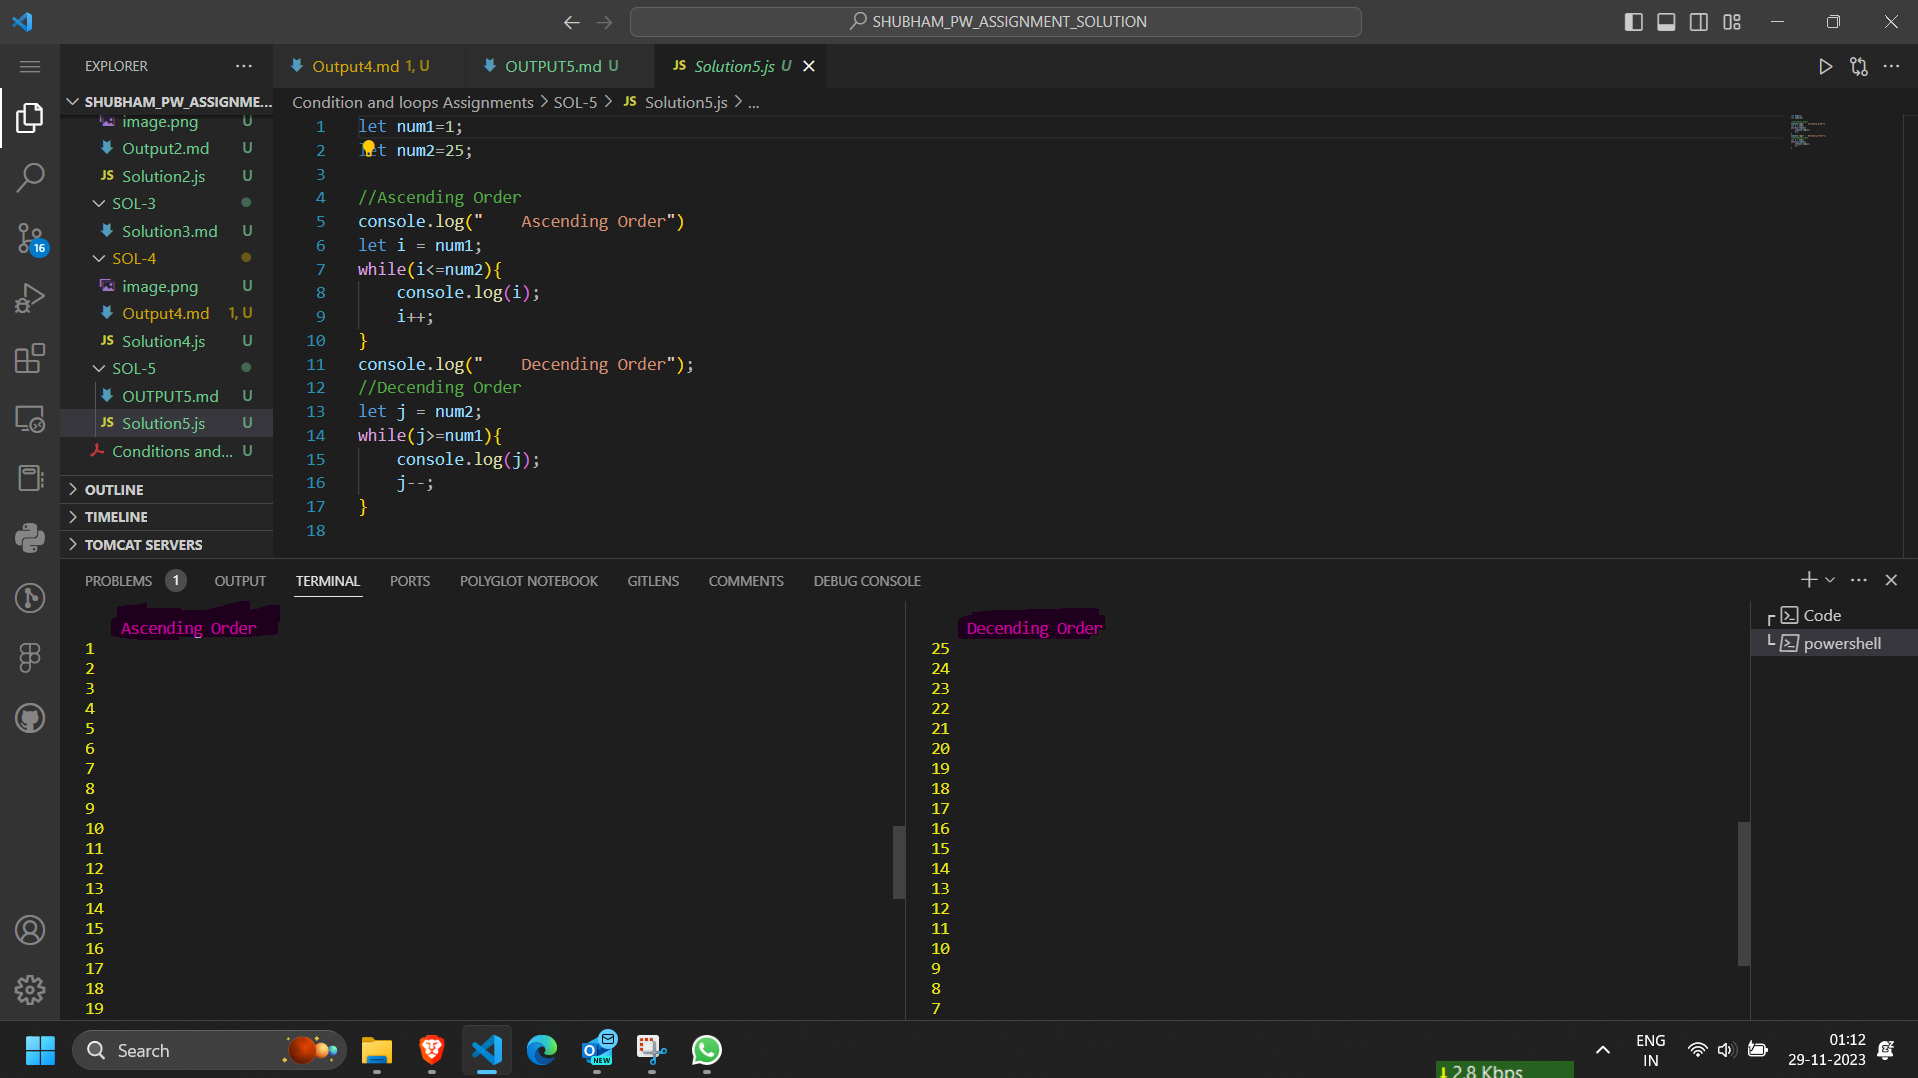 SHUBHAM_PW_ASSIGNMENT_SOLUTION
EXPLORER
SHUBHAM_PW_ASSIGNME...
image.png U
Output2.md U
JS Solution2.js U
SOL-3
Solution3.md U
SOL-4
image.png U
Output4.md 1, U
JS Solution4.js U
SOL-5
OUTPUT5.md U
JS Solution5.js U
Conditions and... U
OUTLINE
TIMELINE
TOMCAT SERVERS
16
Output4.md 1, U
OUTPUT5.md U
JS Solution5.js U
Condition and loops Assignments > SOL-5 > JS Solution5.js > ...
1 let num1=1;
2 let num2=25;
3
4 //Ascending Order
5 console.log("    Ascending Order")
6 let i = num1;
7 while(i<=num2){
8     console.log(i);
9     i++;
10 }
11 console.log("    Decending Order");
12 //Decending Order
13 let j = num2;
14 while(j>=num1){
15     console.log(j);
16     j--;
17 }
18
PROBLEMS 1 OUTPUT TERMINAL PORTS POLYGLOT NOTEBOOK GITLENS COMMENTS DEBUG CONSOLE
Ascending Order
1
2
3
4
5
6
7
8
9
10
11
12
13
14
15
16
17
18
19
Decending Order
25
24
23
22
21
20
19
18
17
16
15
14
13
12
11
10
9
8
7
Code
powershell
Search
NEW
2.8 Kbps
ENG
IN
01:12
29-11-2023